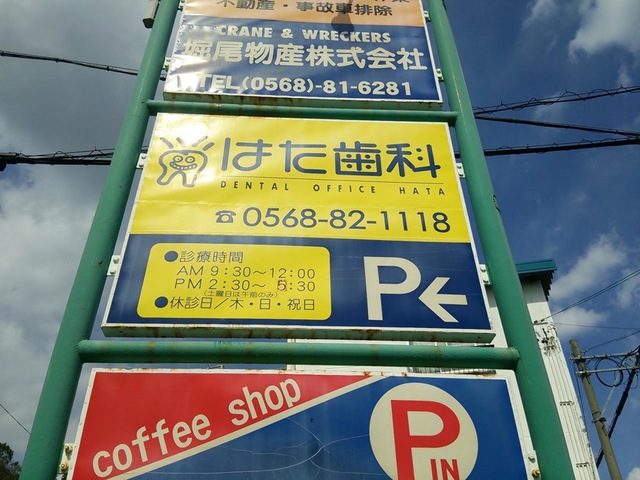 不動産・事故車排除
CRANE & WRECKERS
堀尾物産株式会社
TEL(0568)-81-6281
はた歯科
DENTAL OFFICE HATA
☎0568-82-1118
●診療時間
AM 9:30～12:00
PM 2:30～5:30
(土曜日は午前のみ)
●休診日／木・日・祝日
P←
coffee shop
P
IN